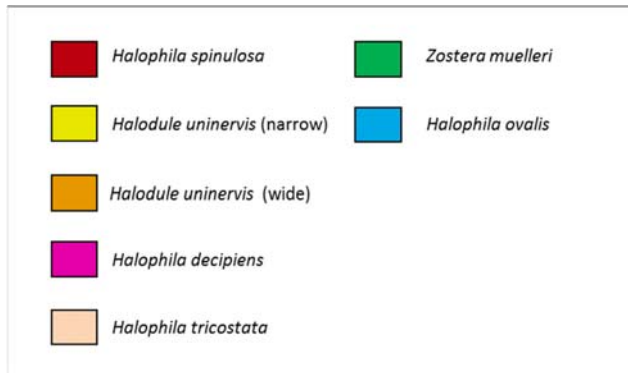 Halophila spinulosa
Zostera muelleri
Halodule uninervis (narrow)
Halophila ovalis
Halodule uninervis (wide)
Halophila decipiens
Halophila tricostata